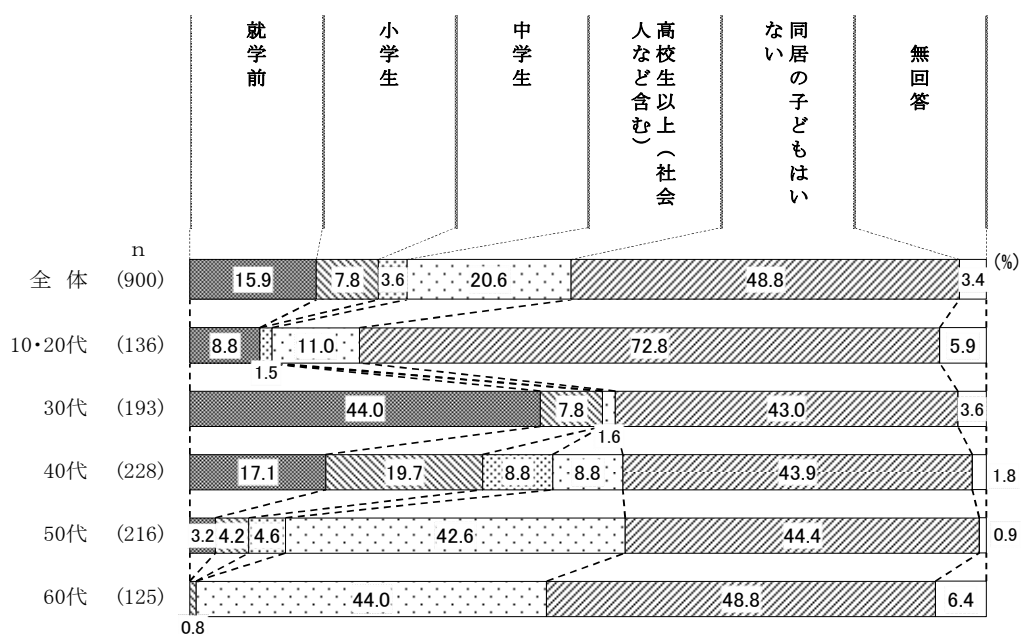 就学前
小学生
中学生
高校生以上(社会
人など含む)
同居の子どもはい
ない
無回答
n
(%)
全 体 (900) 15.9 7.8 3.6 20.6 48.8 3.4
10・20代 (136) 8.8 1.5 11.0 72.8 5.9
30代 (193) 44.0 7.8 1.6 43.0 3.6
40代 (228) 17.1 19.7 8.8 8.8 43.9 1.8
50代 (216) 3.2 4.2 4.6 42.6 44.4 0.9
60代 (125) 0.8 44.0 48.8 6.4